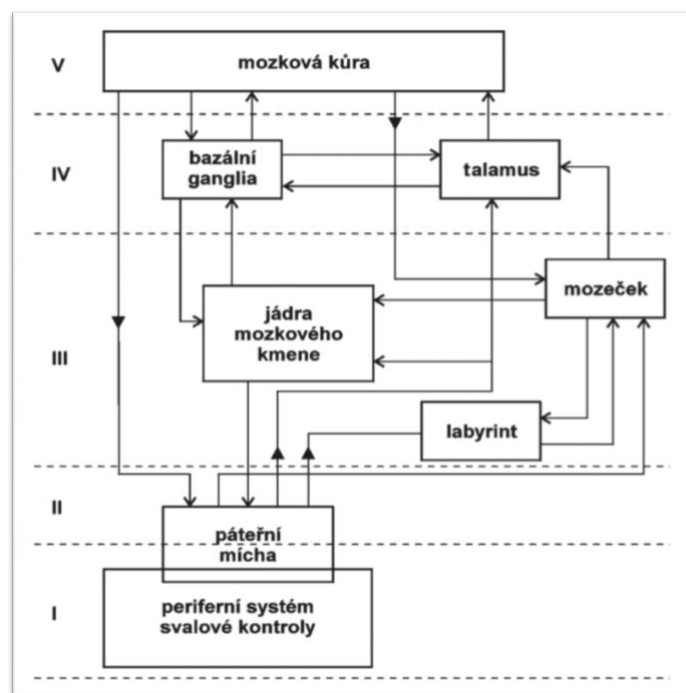 V
mozková kůra
IV
bazální
ganglia
talamus
mozeček
III
jádra
mozkového
kmene
labyrint
II
páteřní
mícha
I
periferní systém
svalové kontroly